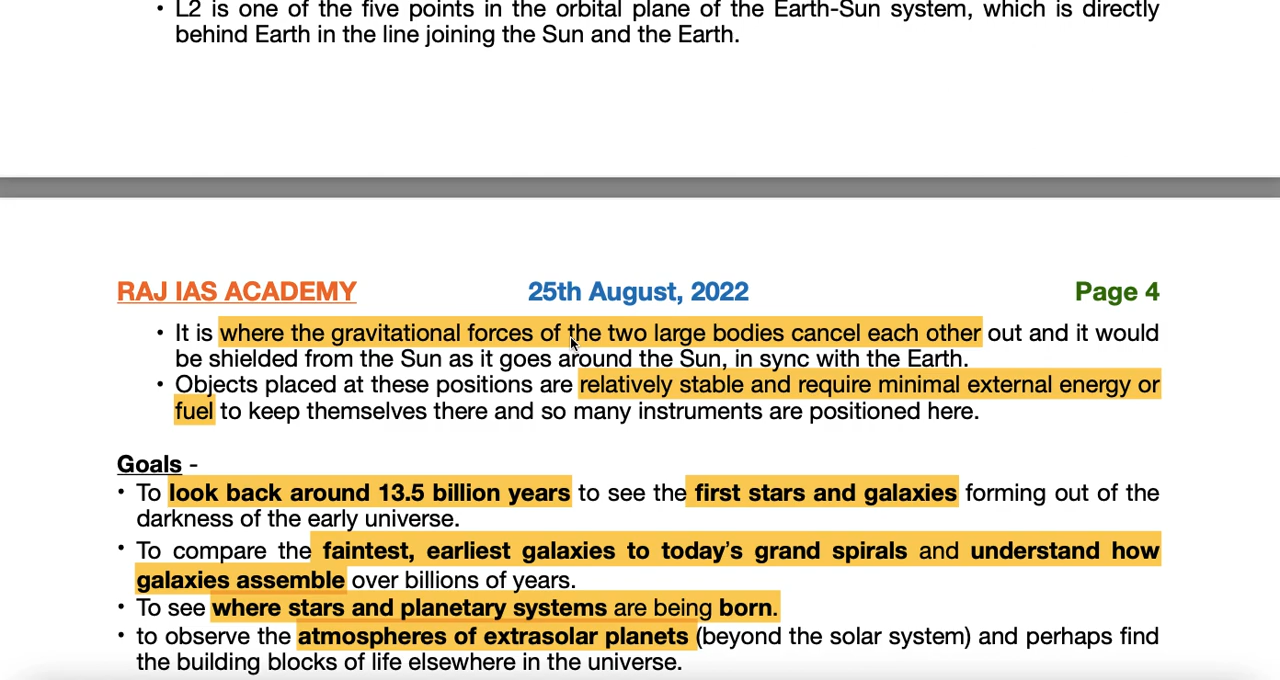 • L2 is one of the five points in the orbital plane of the Earth-Sun system, which is directly
behind Earth in the line joining the Sun and the Earth.
RAJ IAS ACADEMY 25th August, 2022 Page 4
• It is where the gravitational forces of the two large bodies cancel each other out and it would
be shielded from the Sun as it goes around the Sun, in sync with the Earth.
• Objects placed at these positions are relatively stable and require minimal external energy or
fuel to keep themselves there and so many instruments are positioned here.
Goals -
• To look back around 13.5 billion years to see the first stars and galaxies forming out of the
darkness of the early universe.
• To compare the faintest, earliest galaxies to today’s grand spirals and understand how
galaxies assemble over billions of years.
• To see where stars and planetary systems are being born.
• to observe the atmospheres of extrasolar planets (beyond the solar system) and perhaps find
the building blocks of life elsewhere in the universe.